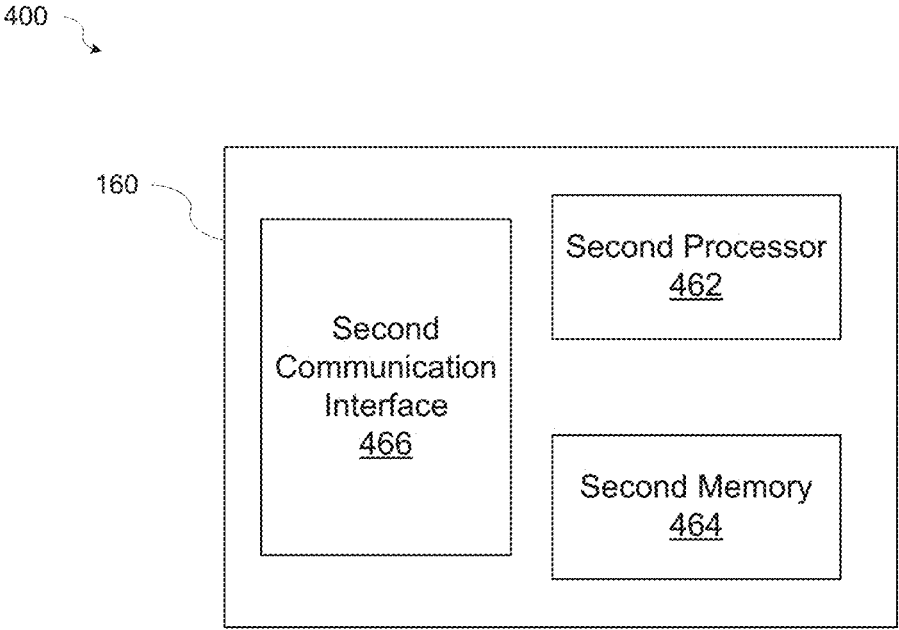 400
160
Second
Communication
Interface
466
Second Processor
462
Second Memory
464